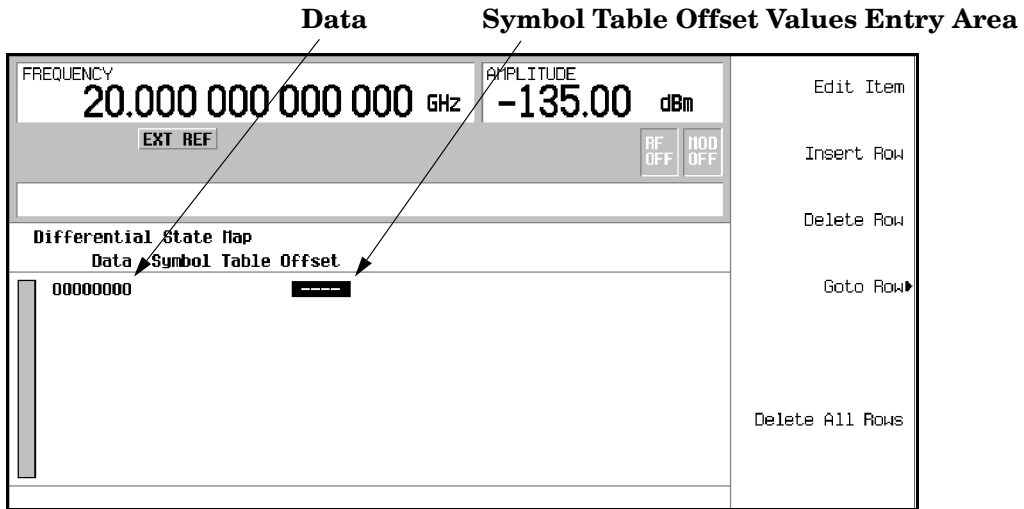 Data
Symbol Table Offset Values Entry Area
FREQUENCY
20.000 000 000 000 GHz
AMPLITUDE
-135.00 dBm
EXT REF
RF OFF
MOD OFF
Differential State Map
Data Symbol Table Offset
00000000 ----
Edit Item
Insert Row
Delete Row
Goto Row
Delete All Rows